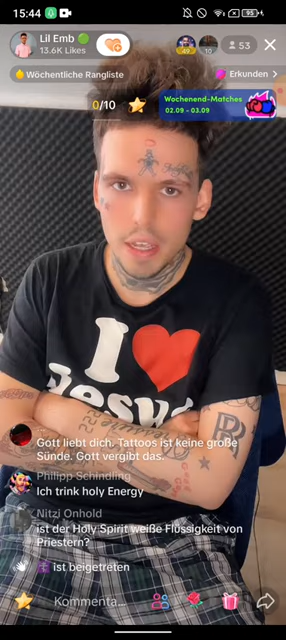 15:44
95
Lil Emb
13.6K Likes
49
10
53
Wöchentliche Rangliste
Erkunden >
0/10
Wochenend-Matches
02.09 – 03.09
I
Jesus
R
Gott liebt dich. Tattoos ist keine große
Sünde. Gott vergibt das.
Philipp Schindling
Ich trink holy Energy
Nitzi Onhold
ist der Holy Spirit weiße Flüssigkeit von
Priestern?
ist beigetreten
Kommenta...